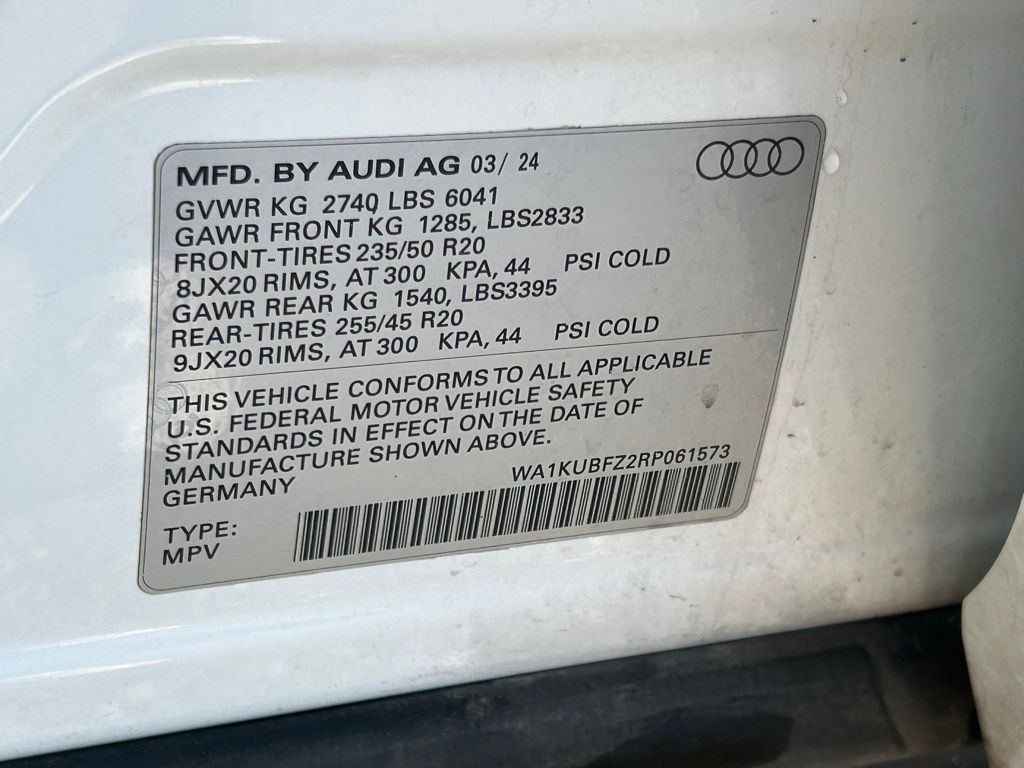 MFD. BY AUDI AG 03/ 24
GVWR KG 2740 LBS 6041
GAWR FRONT KG 1285, LBS2833
FRONT-TIRES 235/50 R20
8JX20 RIMS, AT 300 KPA, 44 PSI COLD
GAWR REAR KG 1540, LBS3395
REAR-TIRES 255/45 R20
9JX20 RIMS, AT 300 KPA, 44 PSI COLD
THIS VEHICLE CONFORMS TO ALL APPLICABLE
U.S. FEDERAL MOTOR VEHICLE SAFETY
STANDARDS IN EFFECT ON THE DATE OF
MANUFACTURE SHOWN ABOVE.
GERMANY
WA1KUBFZ2RP061573
TYPE:
MPV